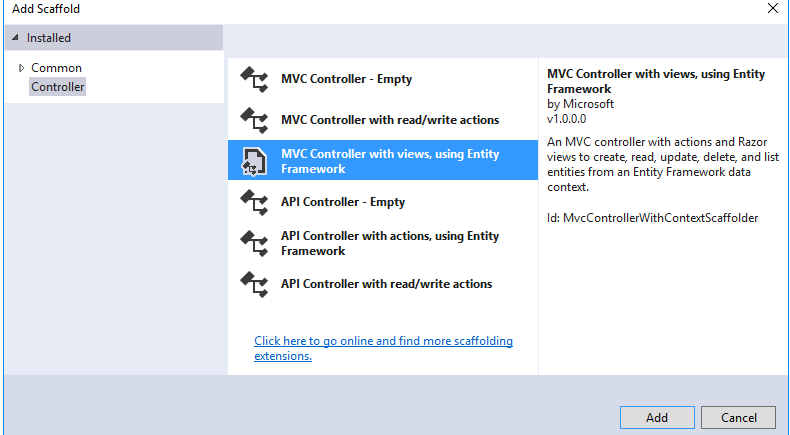 Add Scaffold
Installed
Common
Controller
MVC Controller - Empty
MVC Controller with read/write actions
MVC Controller with views, using Entity
Framework
API Controller - Empty
API Controller with actions, using Entity
Framework
API Controller with read/write actions
Click here to go online and find more scaffolding
extensions.
MVC Controller with views, using Entity
Framework
by Microsoft
v1.0.0.0
An MVC controller with actions and Razor
views to create, read, update, delete, and list
entities from an Entity Framework data
context.
Id: MvcControllerWithContextScaffolder
Add
Cancel